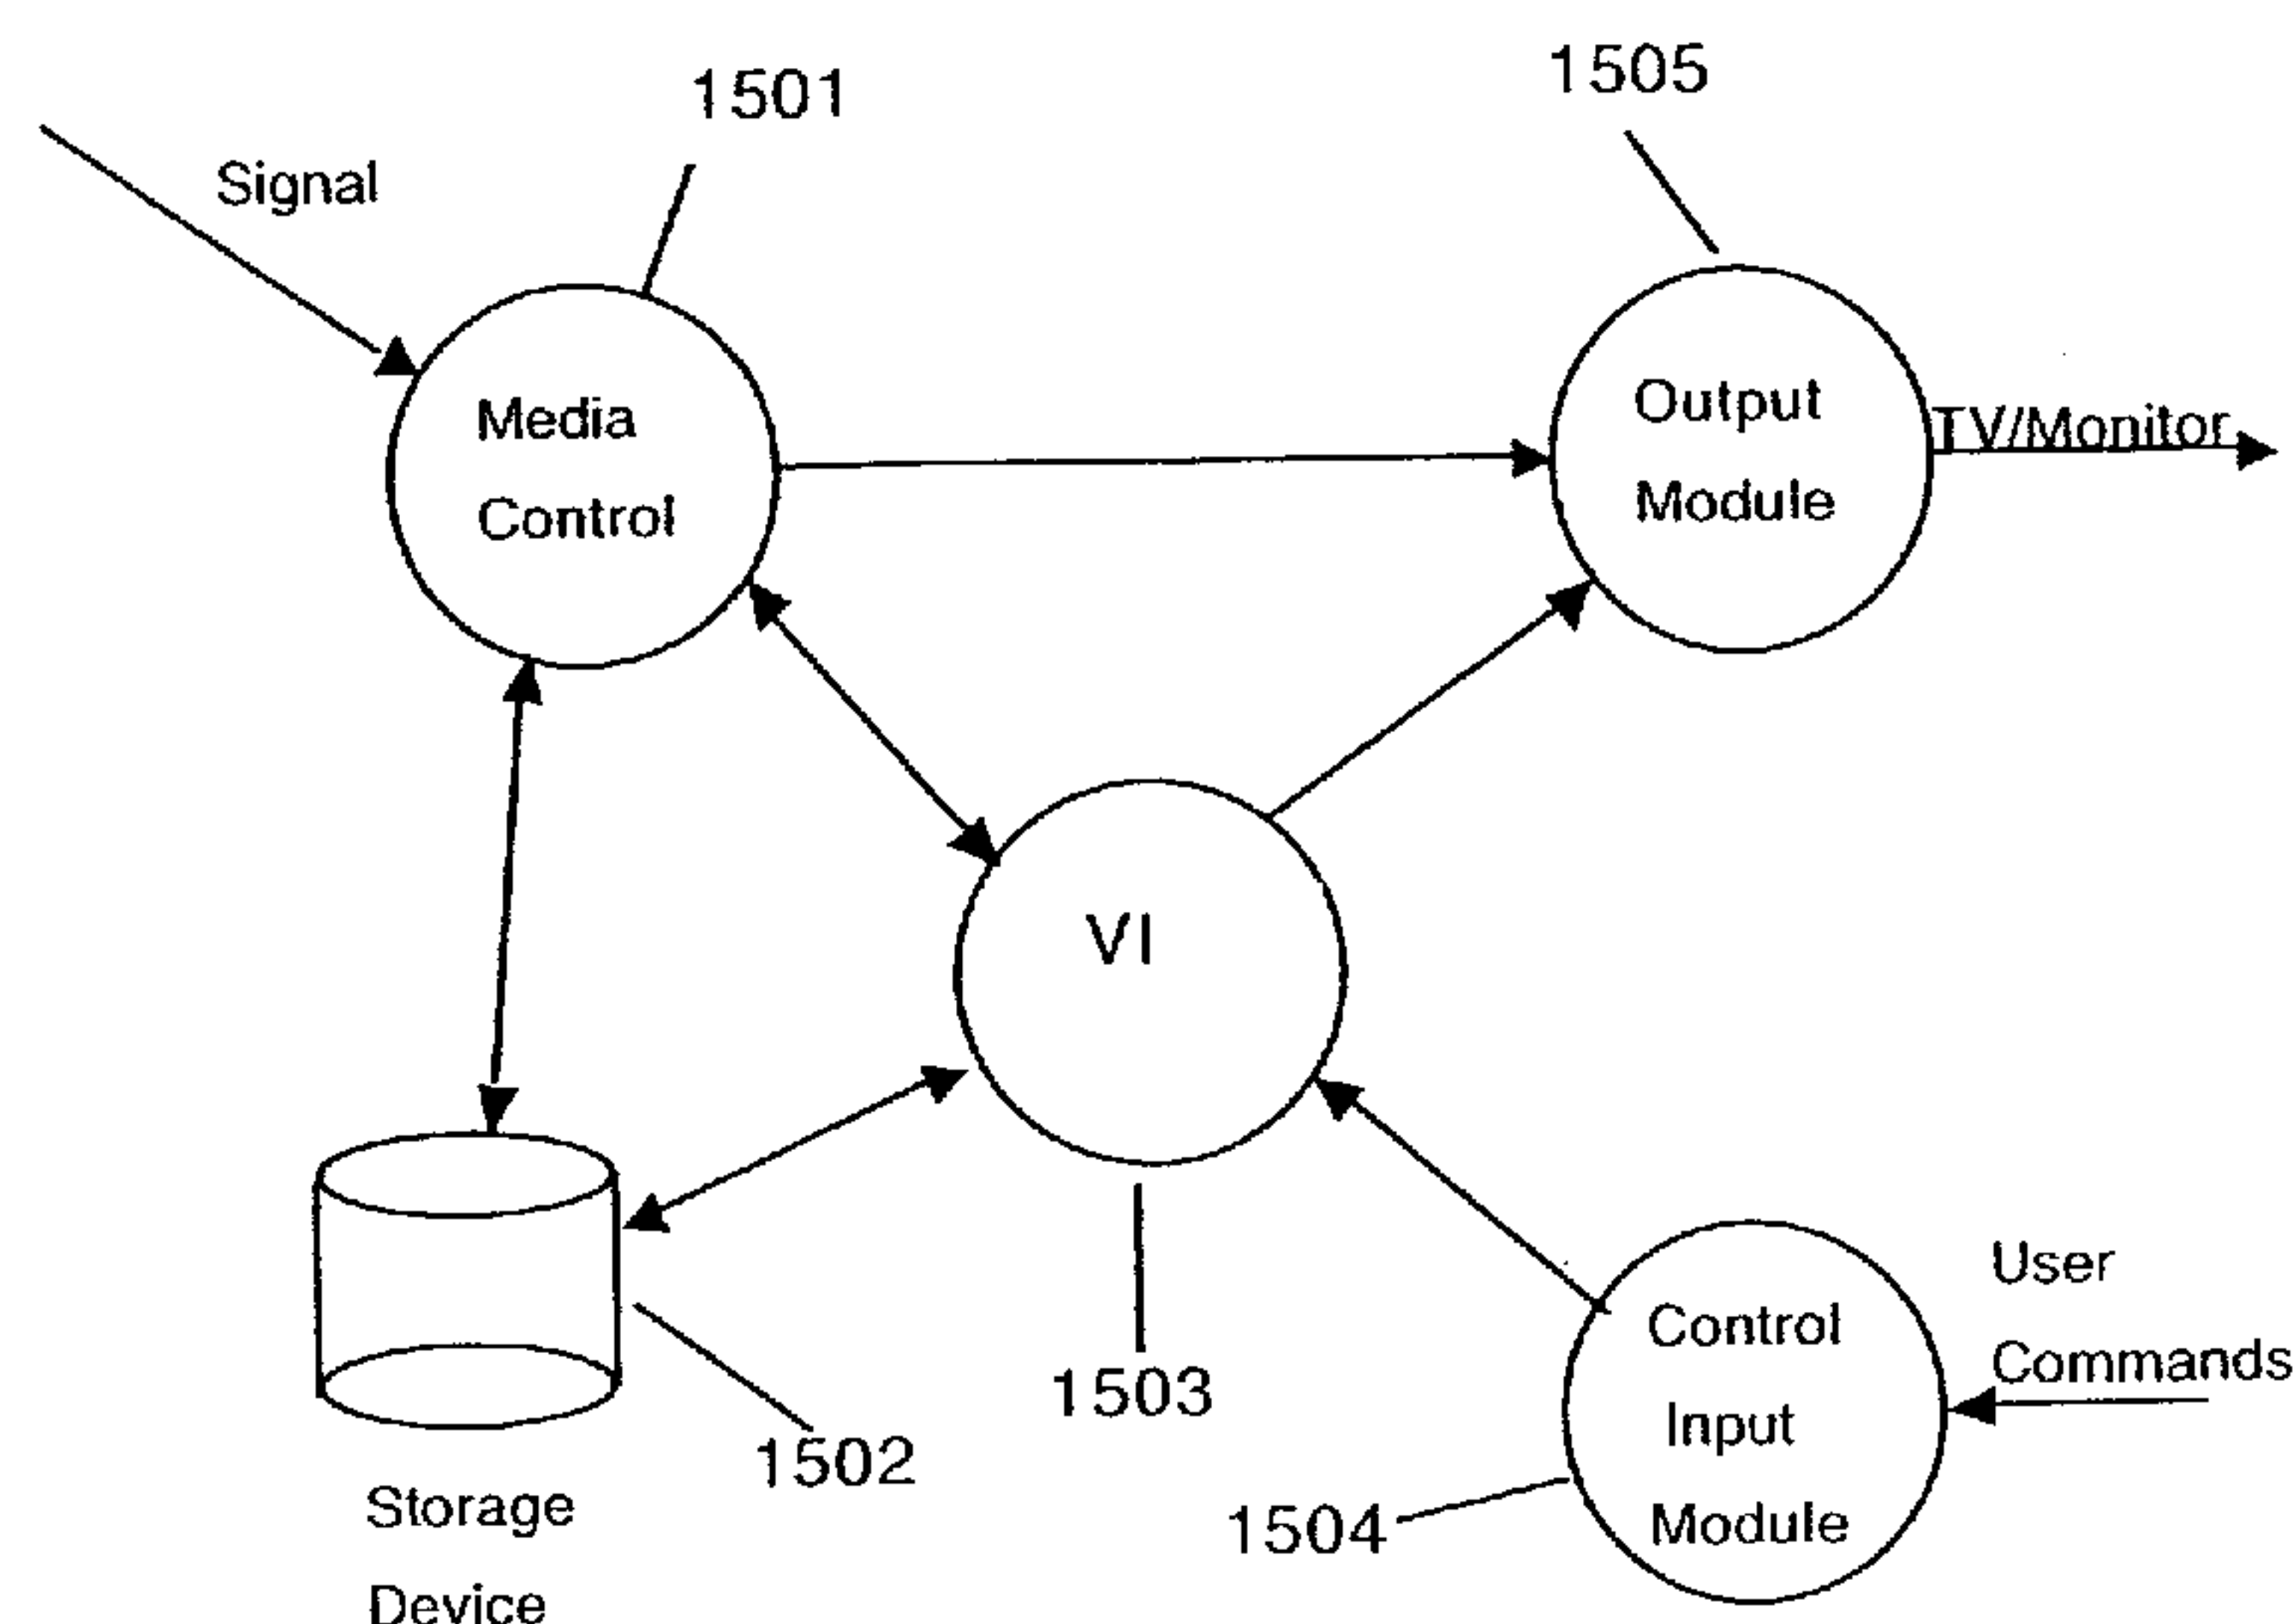 1501
1505
Signal
Media
Control
Output
Module
TV/Monitor
VI
User
Commands
Control
Input
Module
1503
1502
1504
Storage
Device